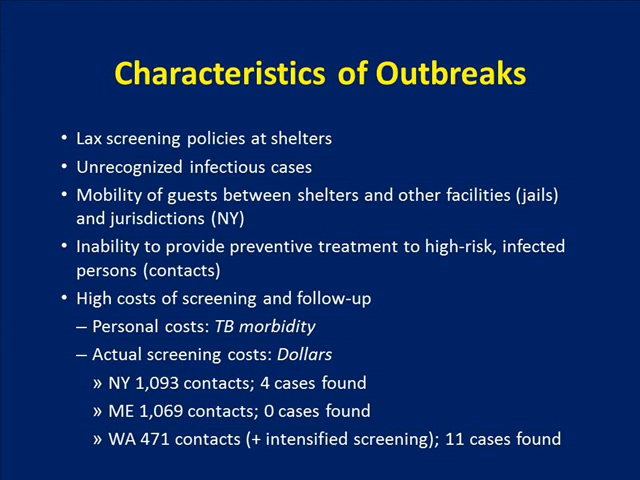 Characteristics of Outbreaks
• Lax screening policies at shelters
• Unrecognized infectious cases
• Mobility of guests between shelters and other facilities (jails)
and jurisdictions (NY)
• Inability to provide preventive treatment to high-risk, infected
persons (contacts)
• High costs of screening and follow-up
– Personal costs: TB morbidity
– Actual screening costs: Dollars
» NY 1,093 contacts; 4 cases found
» ME 1,069 contacts; 0 cases found
» WA 471 contacts (+ intensified screening); 11 cases found